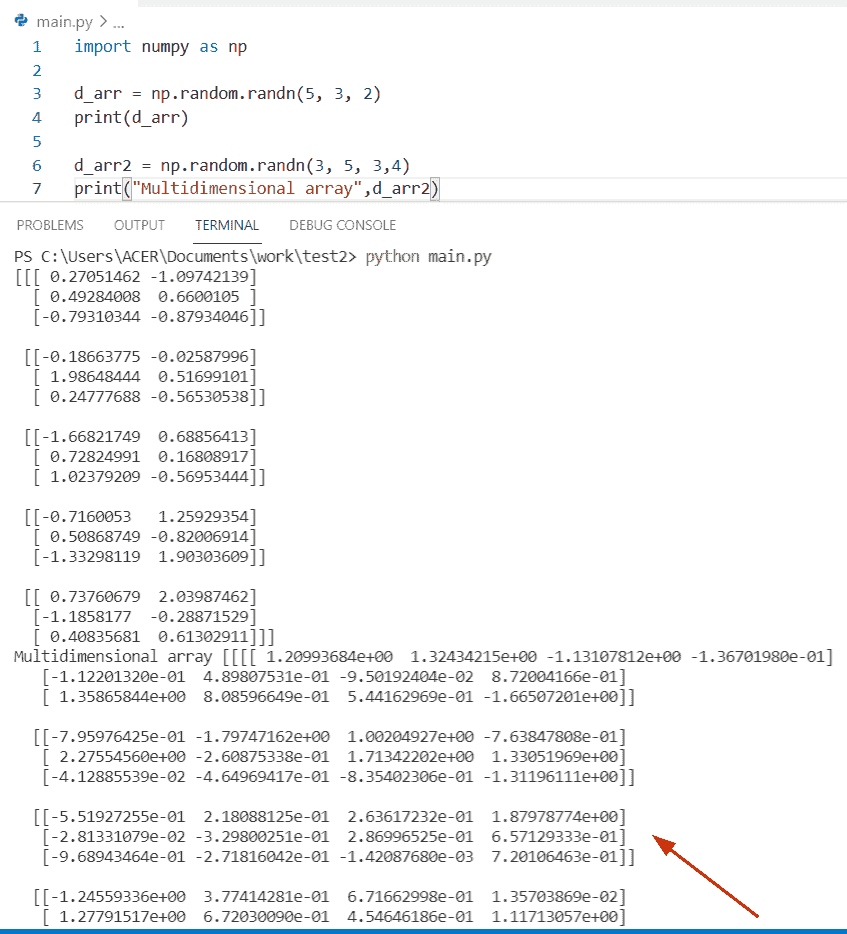 main.py > ...
1 import numpy as np
2
3 d_arr = np.random.randn(5, 3, 2)
4 print(d_arr)
5
6 d_arr2 = np.random.randn(3, 5, 3,4)
7 print("Multidimensional array",d_arr2)
PROBLEMS OUTPUT TERMINAL DEBUG CONSOLE
PS C:\Users\ACER\Documents\work\test2> python main.py
[[[ 0.27051462 -1.09742139]
  [ 0.49284008  0.6600105 ]
  [-0.79310344 -0.87934046]]

 [[-0.18663775 -0.02587996]
  [ 1.98648444  0.51699101]
  [ 0.24777688 -0.56530538]]

 [[-1.66821749  0.68856413]
  [ 0.72824991  0.16808917]
  [ 1.02379209 -0.56953444]]

 [[-0.7160053   1.25929354]
  [ 0.50868749 -0.82006914]
  [-1.33298119  1.90303609]]

 [[ 0.73760679  2.03987462]
  [-1.1858177  -0.28871529]
  [ 0.40835681  0.61302911]]]
Multidimensional array [[[[ 1.20993684e+00  1.32434215e+00 -1.13107812e+00 -1.36701980e-01]
   [-1.12201320e-01  4.89807531e-01 -9.50192404e-02  8.72004166e-01]
   [ 1.35865844e+00  8.08596649e-01  5.44162969e-01 -1.66507201e+00]]

  [[-7.95976425e-01 -1.79747162e+00  1.00204927e+00 -7.63847808e-01]
   [ 2.27554560e+00 -2.60875338e-01  1.71342202e+00  1.33051969e+00]
   [-4.12885539e-02 -4.64969417e-01 -8.35402306e-01 -1.31196111e+00]]

  [[-5.51927255e-01  2.18088125e-01  2.63617232e-01  1.87978774e+00]
   [-2.81331079e-02 -3.29800251e-01  2.86996525e-01  6.57129333e-01]
   [-9.68943464e-01 -2.71816042e-01 -1.42087680e-03  7.20106463e-01]]

  [[-1.24559336e+00  3.77414281e-01  6.71662998e-01  1.35703869e-02]
   [ 1.27791517e+00  6.72030090e-01  4.54646186e-01  1.11713057e+00]